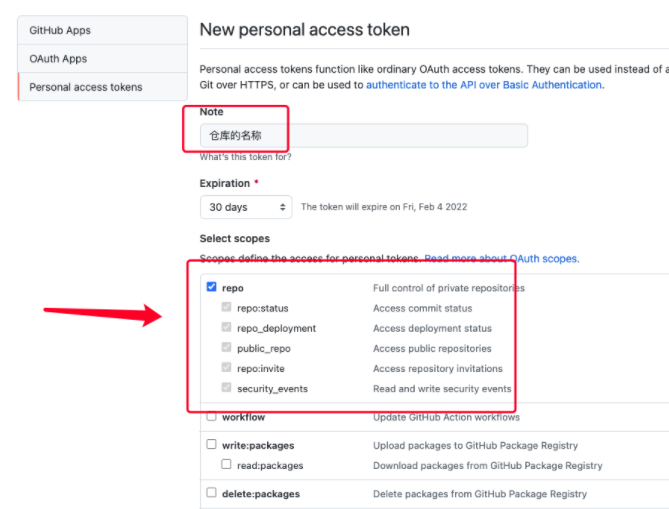 GitHub Apps
OAuth Apps
Personal access tokens
New personal access token
Personal access tokens function like ordinary OAuth access tokens. They can be used instead of a
Git over HTTPS, or can be used to authenticate to the API over Basic Authentication.
Note
仓库的名称
What's this token for?
Expiration *
30 days The token will expire on Fri, Feb 4 2022
Select scopes
Scopes define the access for personal tokens. Read more about OAuth scopes.
repo Full control of private repositories
repo:status Access commit status
repo_deployment Access deployment status
public_repo Access public repositories
repo:invite Access repository invitations
security_events Read and write security events
workflow Update GitHub Action workflows
write:packages Upload packages to GitHub Package Registry
read:packages Download packages from GitHub Package Registry
delete:packages Delete packages from GitHub Package Registry